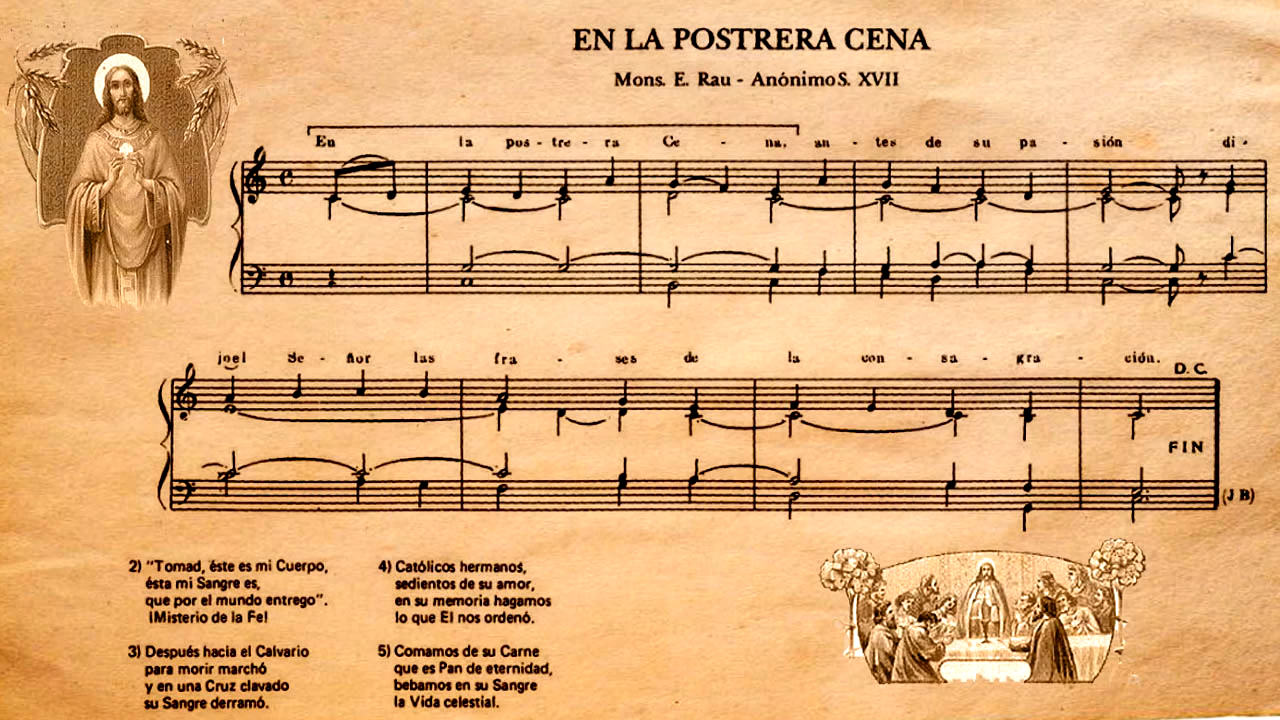 EN LA POSTRERA CENA
Mons. E. Rau - Anónimo S. XVII
En la pos - tre - ra Ce - na, an - tes de su pa - sión di -
joel Se - ñor las fra - ses de la con - sa - gra - ción.
D. C.
FIN
(J B)
2) "Tomad, éste es mi Cuerpo,
ésta mi Sangre es,
que por el mundo entrego".
¡Misterio de la Fe!
3) Después hacia el Calvario
para morir marchó
y en una Cruz clavado
su Sangre derramó.
4) Católicos hermanos,
sedientos de su amor,
en su memoria hagamos
lo que El nos ordenó.
5) Comamos de su Carne
que es Pan de eternidad,
bebamos en su Sangre
la Vida celestial.